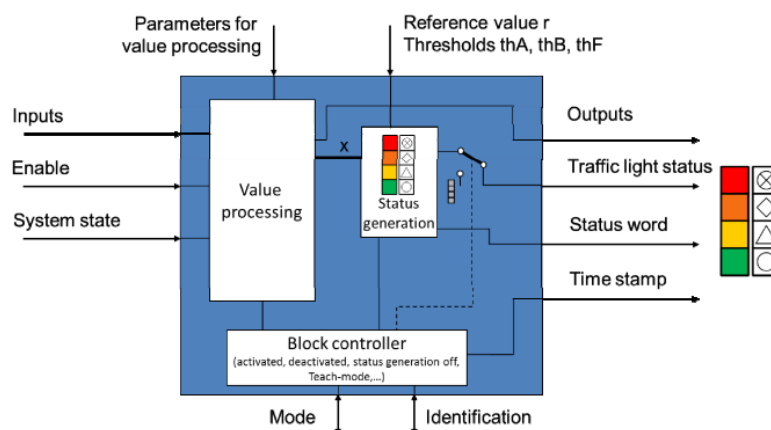 Parameters for
value processing
Reference value r
Thresholds thA, thB, thF
Inputs
Enable
System state
Value
processing
x
Status
generation
Outputs
Traffic light status
Status word
Time stamp
Block controller
(activated, deactivated, status generation off,
Teach-mode,...)
Mode
Identification